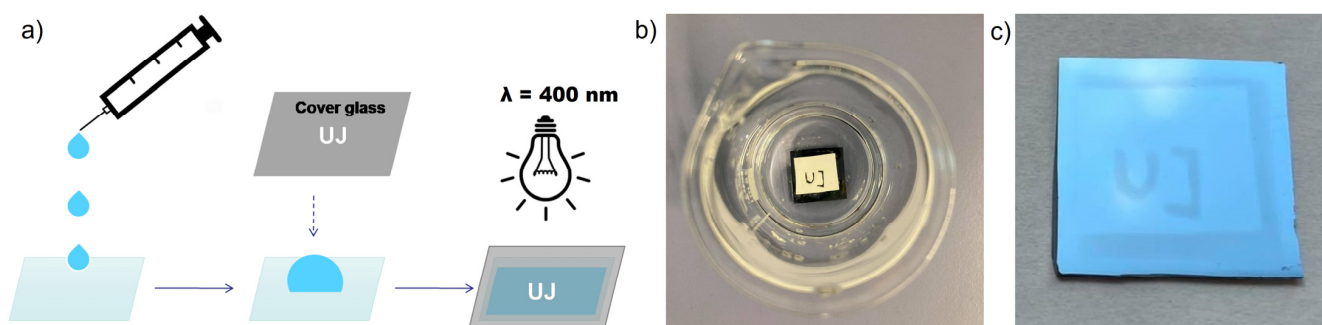 a)
Cover glass
UJ
λ = 400 nm
UJ
b)
UJ
c)
UJ